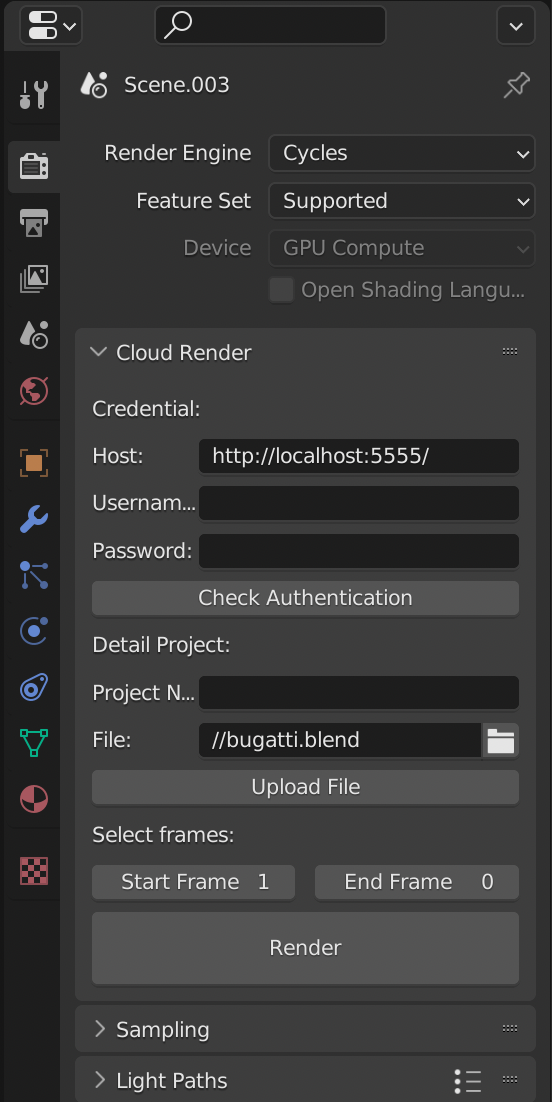 Scene.003
Render Engine Cycles
Feature Set Supported
Device GPU Compute
Open Shading Langu...
Cloud Render
Credential:
Host: http://localhost:5555/
Usernam...
Password:
Check Authentication
Detail Project:
Project N...
File: //bugatti.blend
Upload File
Select frames:
Start Frame 1 End Frame 0
Render
Sampling
Light Paths